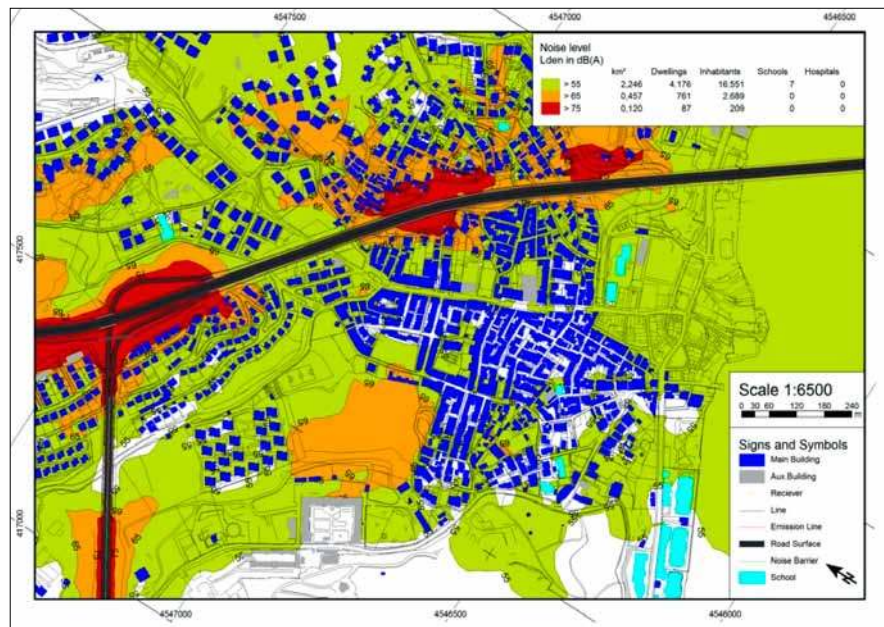 4547500
4547000
4546500
Noise level
Lden in dB(A)
km² Dwellings Inhabitants Schools Hospitals
> 55 2,246 4.176 16.551 7 0
> 65 0,457 761 2.689 0 0
> 75 0,120 87 209 0 0
417500
417000
Scale 1:6500
0 30 60 120 180 240
m
Signs and Symbols
Main Building
Aux.Building
Reciever
Line
Emission Line
Road Surface
Noise Barrier
School
N
4547000
4546500
4546000